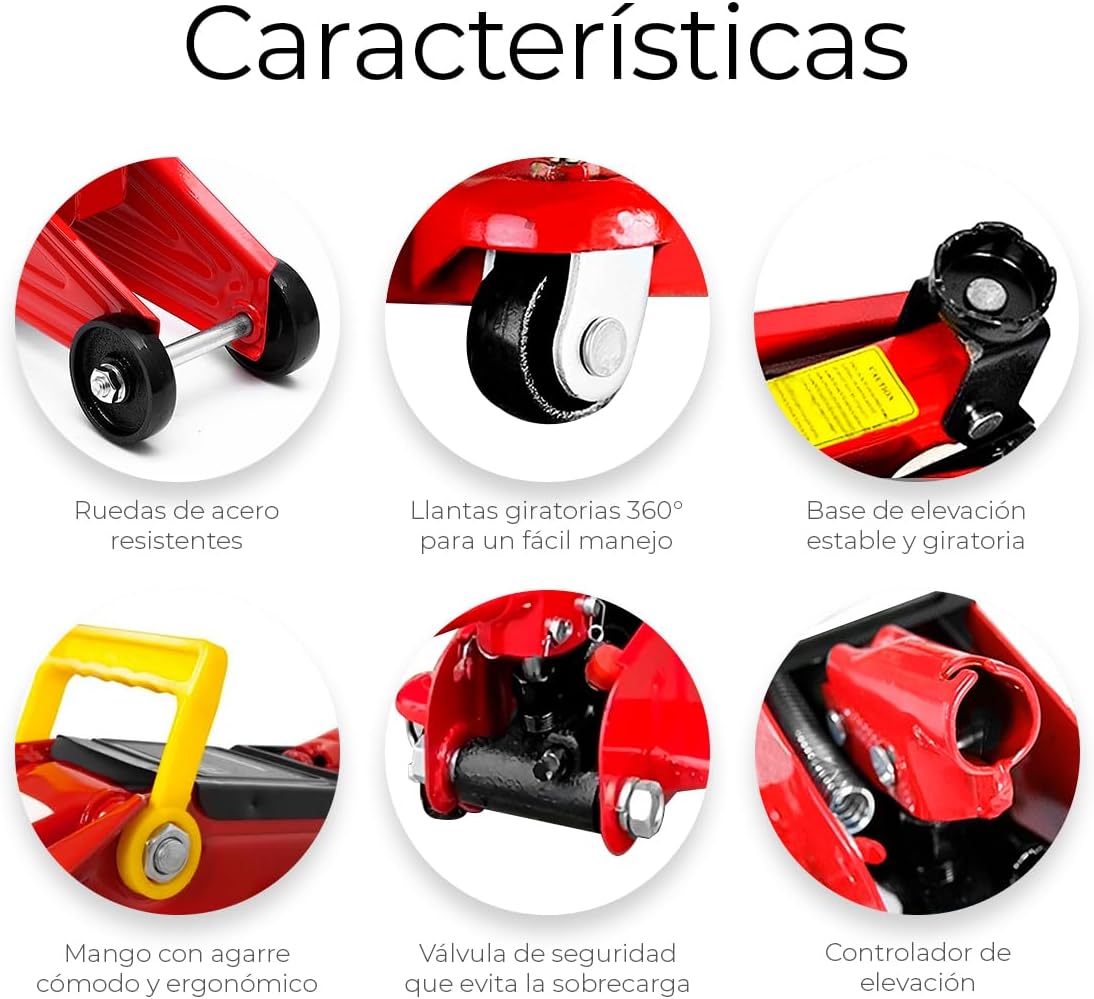 Características
Ruedas de acero
resistentes
Llantas giratorias 360°
para un fácil manejo
Base de elevación
estable y giratoria
CAUTION
Mango con agarre
cómodo y ergonómico
Válvula de seguridad
que evita la sobrecarga
Controlador de
elevación